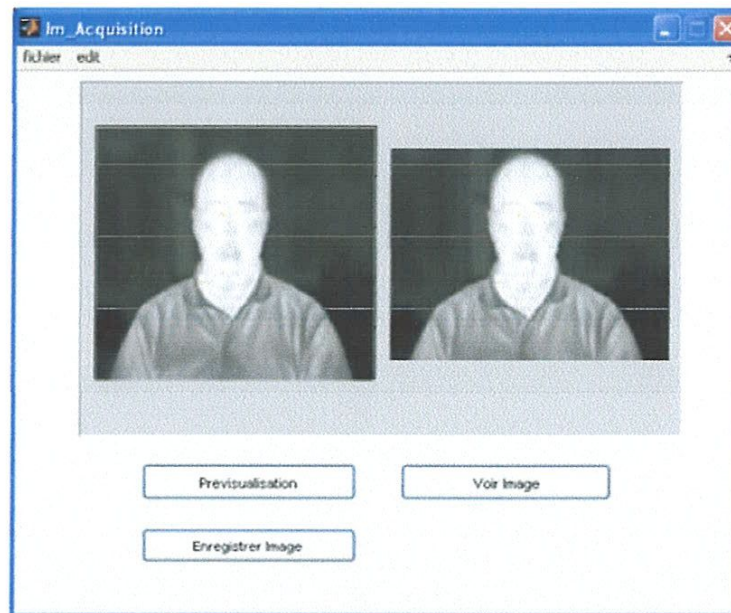 Im_Acquisition
fichier edit
Previsualisation
Voir Image
Enregistrer Image